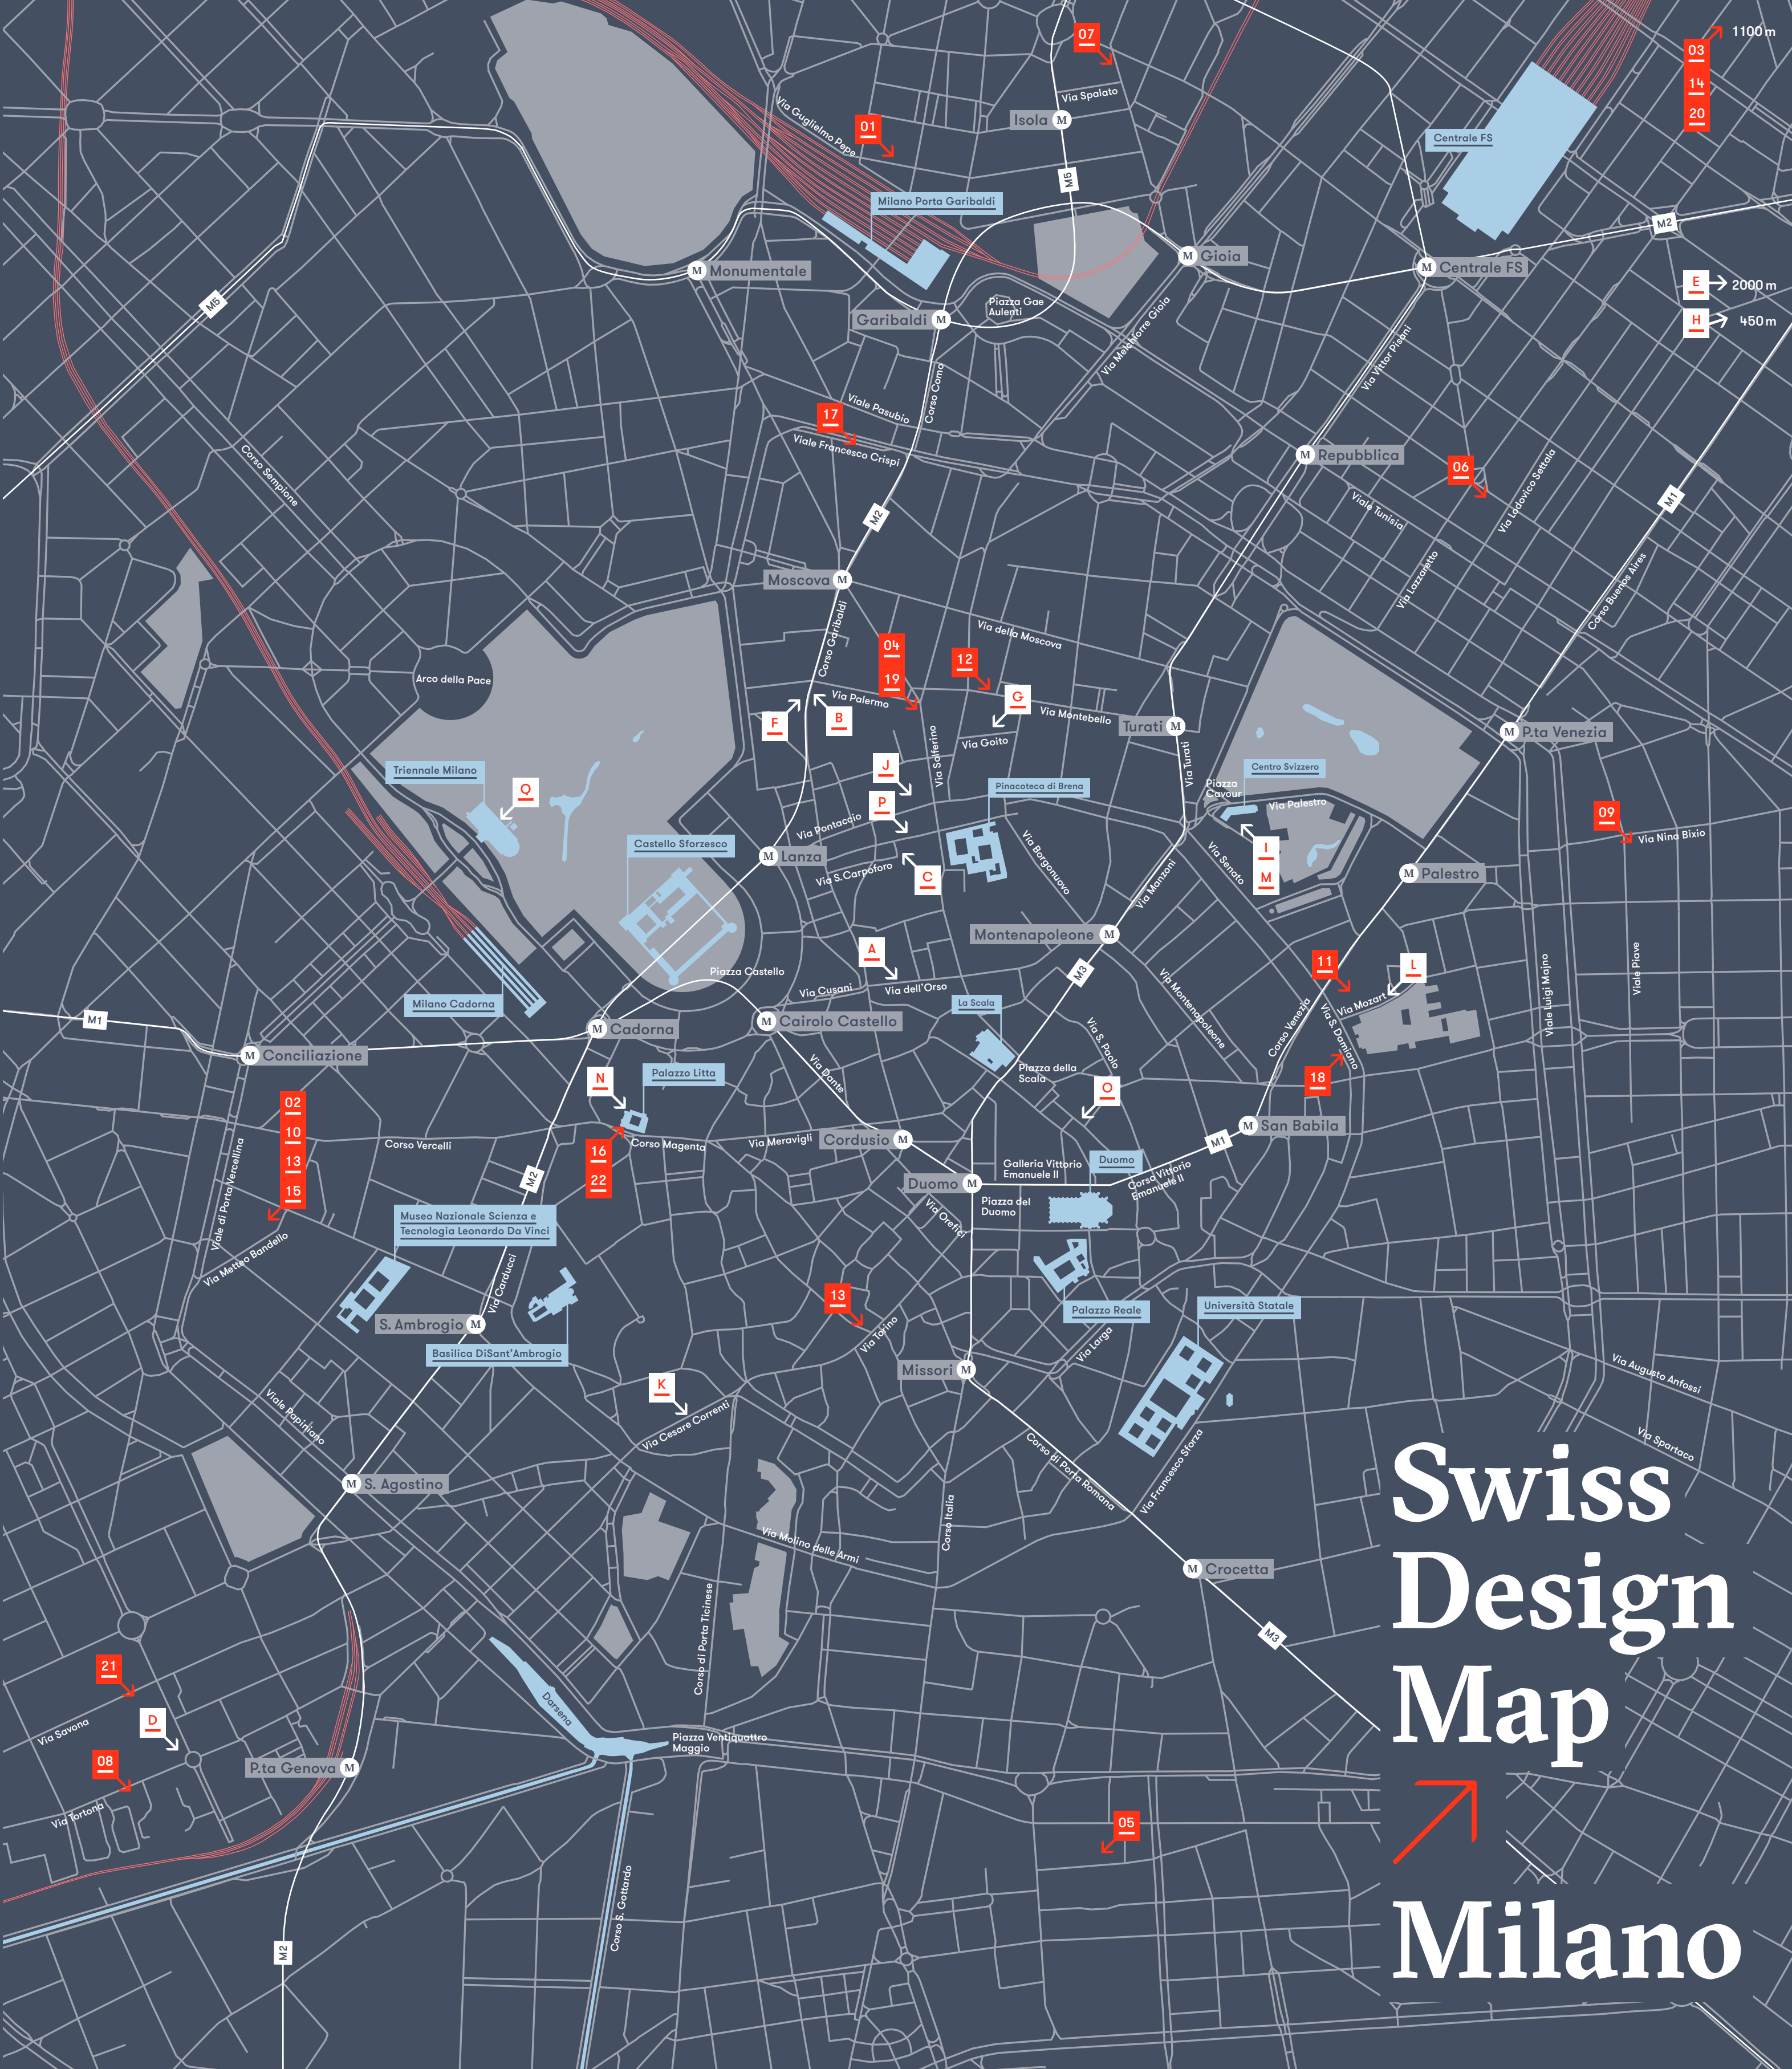 07
1100 m
03
14
20
Via Spalato
Via Guglielmo Pepe
01
Isola
M
Centrale FS
M5
Milano Porta Garibaldi
M2
M
Monumentale
M
Gioia
M
Centrale FS
E
2000 m
M5
Piazza Gae
Aulenti
Garibaldi
M
H
450 m
Via Melchiorre Gioia
Via Vittor Pisani
Corso Como
17
Viale Pasubio
Viale Francesco Crispi
M
Repubblica
06
Corso Sempione
Via Lodovico Settala
M1
Viale Tunisia
M2
Moscova
M
Via Lazzaretto
Corso Buenos Aires
Corso Garibaldi
Via della Moscova
04
19
12
Arco della Pace
Via Palermo
G
F
B
Via Montebello
Turati
M
M
P.ta Venezia
Via Goito
Via Solferino
Via Turati
Triennale Milano
J
Centro Svizzero
Q
Pinacoteca di Brena
Piazza
Cavour
Via Palestro
P
09
Via Nina Bixio
Via Pontaccio
Castello Sforzesco
M
Lanza
Via Borgonuovo
Via Senato
I
M
Via S. Carpoforo
C
Via Manzoni
M
Palestro
Montenapoleone
M
A
11
L
Viale Piave
Piazza Castello
M3
Via Cusani
Via dell'Orso
Via Montenapoleone
Viale Luigi Majno
Milano Cadorna
La Scala
Via Mozart
Corso Venezia
Via S. Damiano
M1
M
Cadorna
M
Cairolo Castello
Via S. Paolo
M
Conciliazione
Via Dante
Piazza della
Scala
N
Palazzo Litta
O
18
02
10
13
15
Corso Vercelli
16
22
Corso Magenta
Via Meravigli
Cordusio
M
M
San Babila
M1
Viale di Porta Vercellina
M2
Galleria Vittorio
Emanuele II
Duomo
Corso Vittorio
Emanuele II
Duomo
M
Piazza del
Duomo
Via Orefici
Museo Nazionale Scienza e
Tecnologia Leonardo Da Vinci
Via Metteo Bandello
Via Carducci
13
Palazzo Reale
Università Statale
S. Ambrogio
M
Via Torino
Via Larga
Basilica DiSant'Ambrogio
Missori
M
K
Via Augusto Anfossi
Viale Papiniano
Via Cesare Correnti
Via Spartaco
M
S. Agostino
Corso di Porta Romana
Via Francesco Sforza
Corso Italia
Via Molino delle Armi
M
Crocetta
Swiss
Design
Map
Milano
Corso di Porta Ticinese
M3
21
D
Via Savona
Darsena
Piazza Ventiquattro
Maggio
08
P.ta Genova
M
Via Tortona
05
Corso S. Gottardo
M2